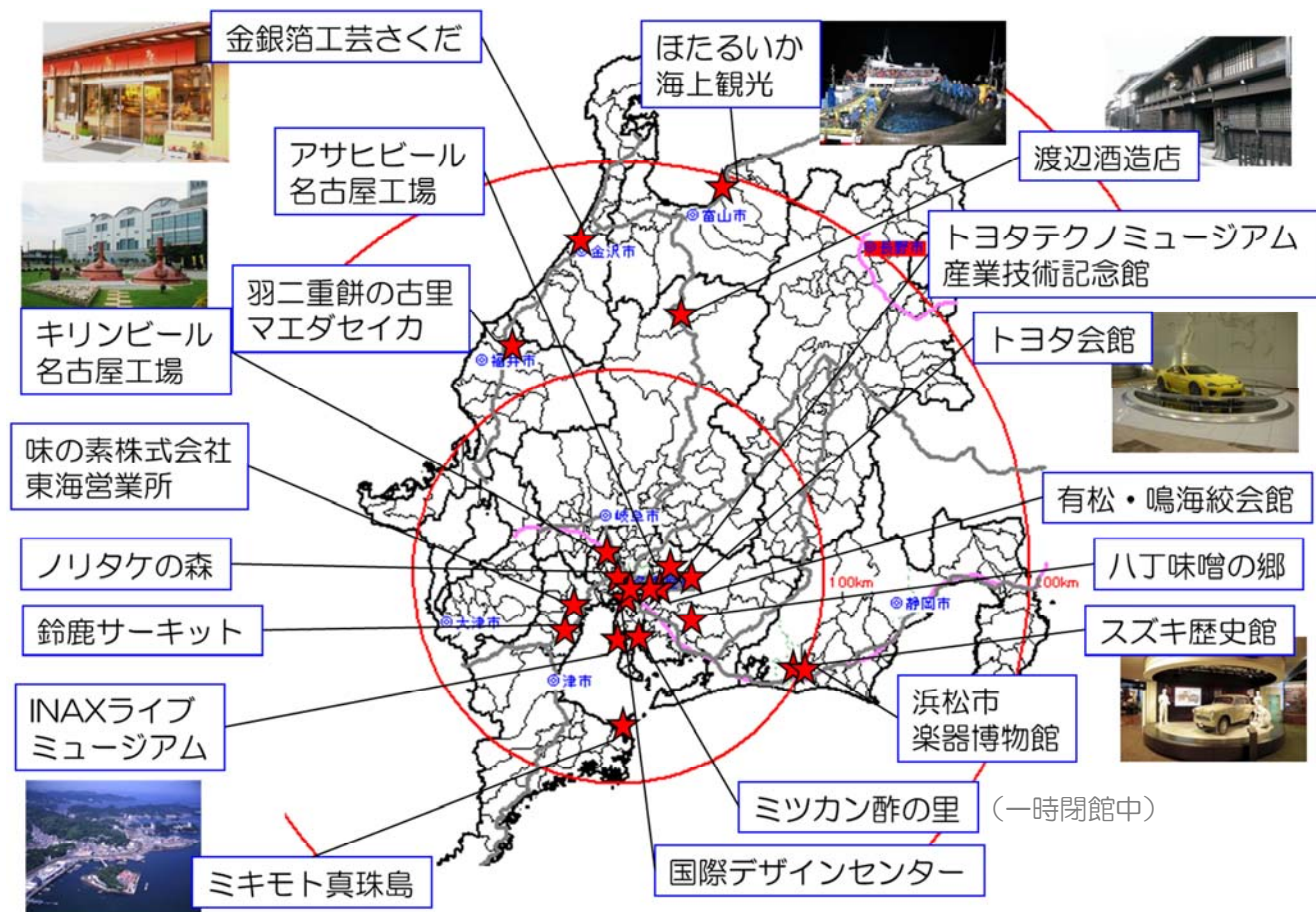 金銀箔工芸さくだ
ほたるいか
海上観光
アサヒビール
名古屋工場
渡辺酒造店
富山市
金沢市
長野市
トヨタテクノミュージアム
産業技術記念館
羽二重餅の古里
マエダセイカ
キリンビール
名古屋工場
トヨタ会館
福井市
味の素株式会社
東海営業所
岐阜市
有松・鳴海絞会館
ノリタケの森
八丁味噌の郷
100km
200km
静岡市
鈴鹿サーキット
大津市
スズキ歴史館
津市
INAXライブ
ミュージアム
浜松市
楽器博物館
ミツカン酢の里
(一時閉館中)
ミキモト真珠島
国際デザインセンター